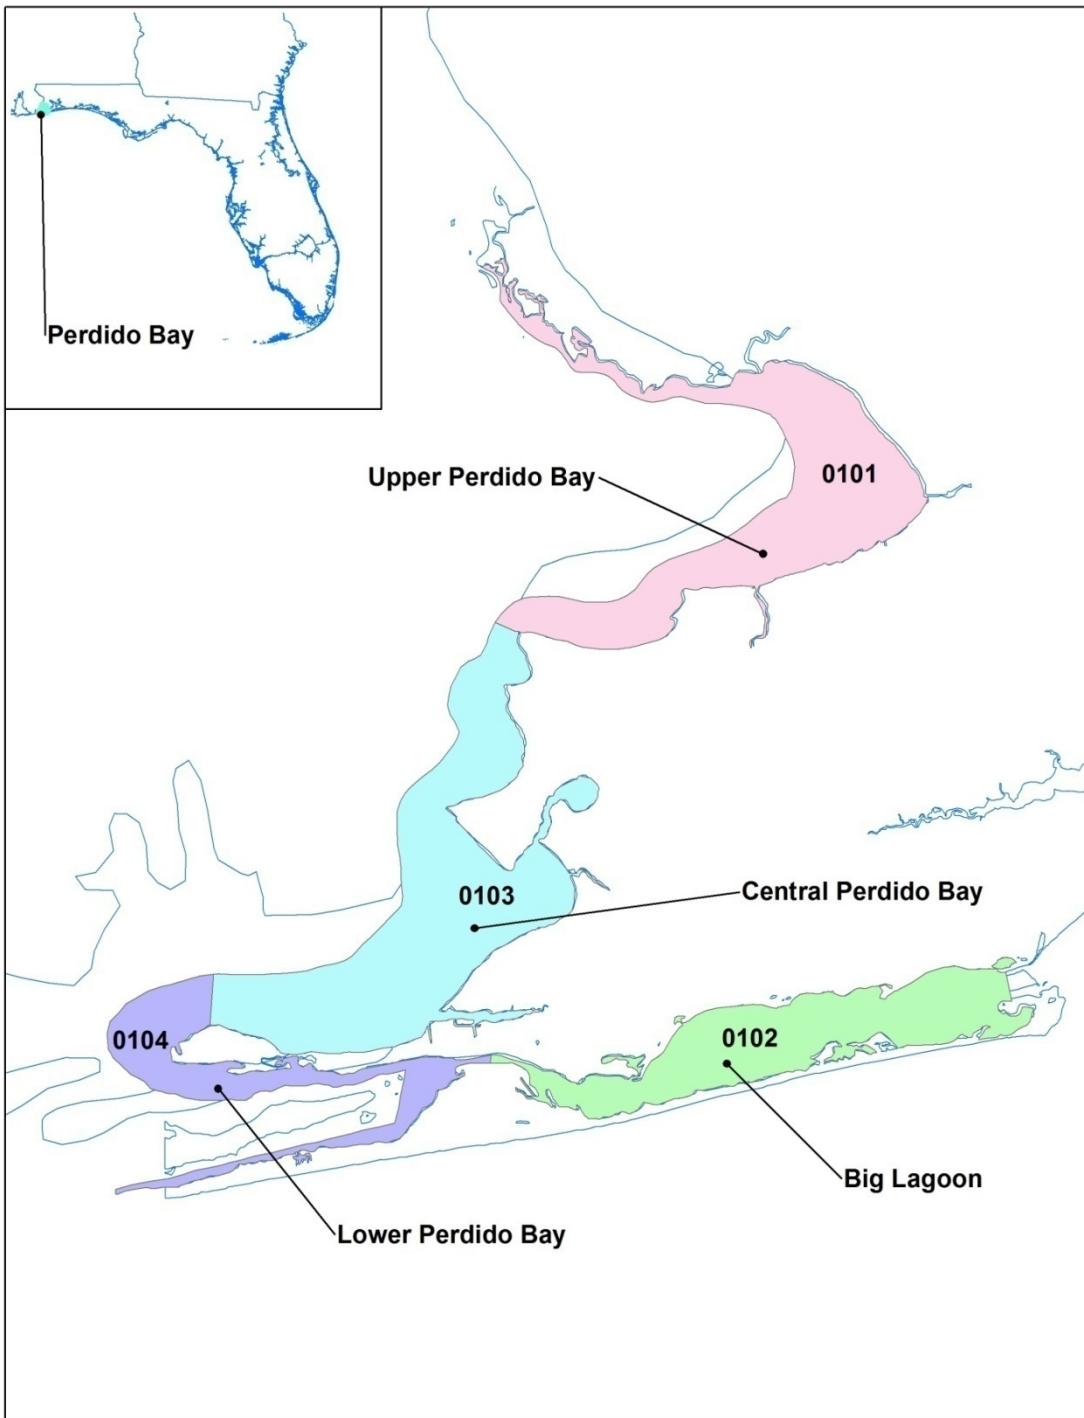 Perdido Bay
Upper Perdido Bay
0101
0103
Central Perdido Bay
0104
0102
Big Lagoon
Lower Perdido Bay